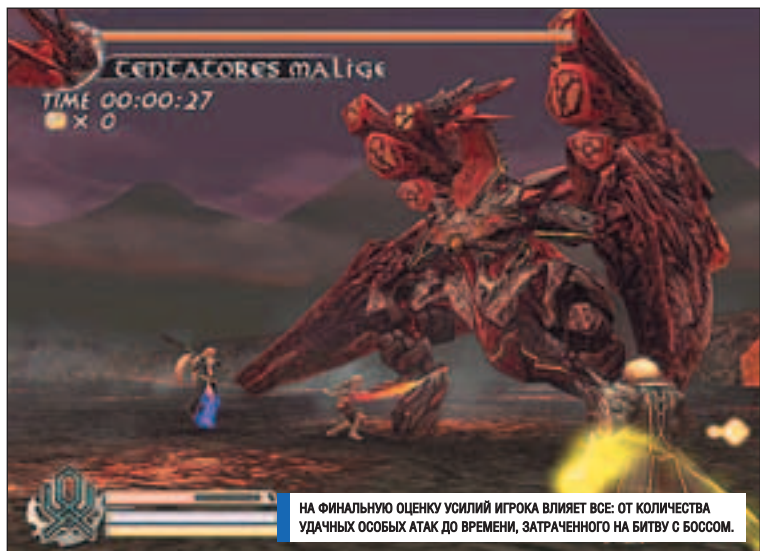 TENTATORES MALIGE
TIME 00:00:27
× 0
НА ФИНАЛЬНУЮ ОЦЕНКУ УСИЛИЙ ИГРОКА ВЛИЯЕТ ВСЕ: ОТ КОЛИЧЕСТВА
УДАЧНЫХ ОСОБЫХ АТАК ДО ВРЕМЕНИ, ЗАТРАЧЕННОГО НА БИТВУ С БОССОМ.